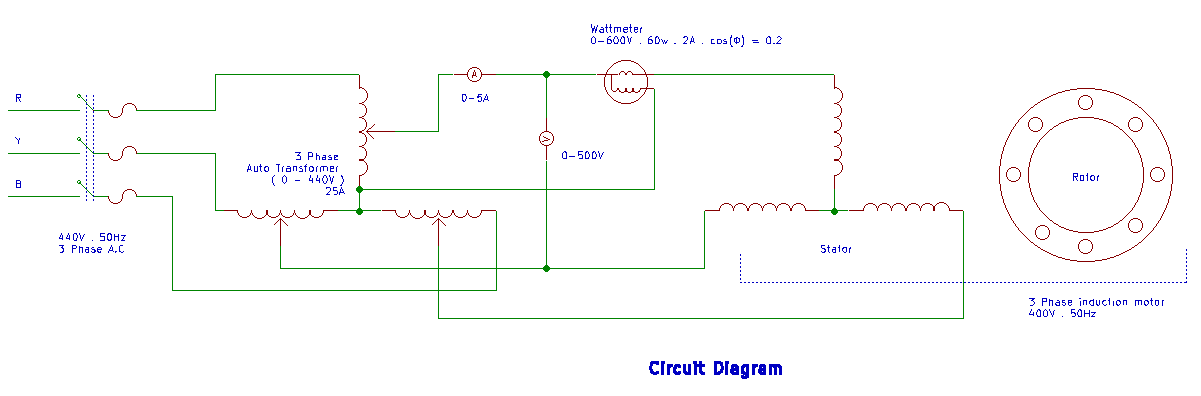 Wattmeter
0-600V . 60w . 2A . cos(Φ) = 0.2
R
A
0-5A
Y
V
0-500V
3 Phase
Auto Transformer
( 0 - 440V )
25A
B
Rotor
440V . 50Hz
3 Phase A.C
Stator
3 Phase induction motor
400V . 50Hz
Circuit Diagram